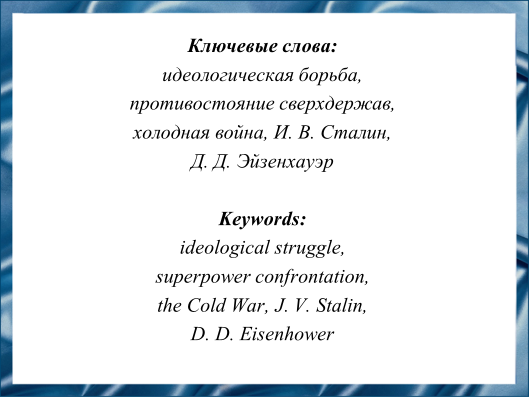 Ключевые слова:
идеологическая борьба,
противостояние сверхдержав,
холодная война, И. В. Сталин,
Д. Д. Эйзенхауэр
Keywords:
ideological struggle,
superpower confrontation,
the Cold War, J. V. Stalin,
D. D. Eisenhower